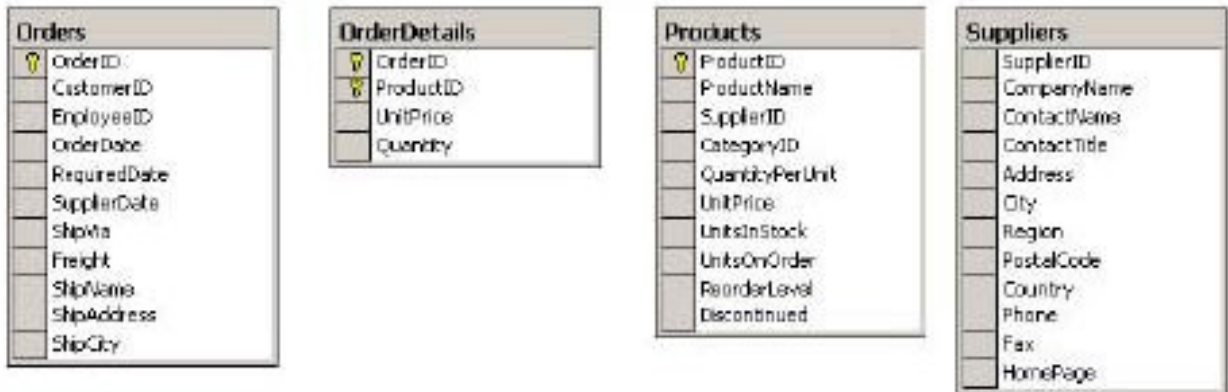 Orders
OrderID
CustomerID
EmployeeID
OrderDate
RequiredDate
SupplierDate
ShipVia
Freight
ShipName
ShipAddress
ShipCity
OrderDetails
OrderID
ProductID
UnitPrice
Quantity
Products
ProductID
ProductName
SupplierID
CategoryID
QuantityPerUnit
UnitPrice
UnitsInStock
UnitsOnOrder
ReorderLevel
Discontinued
Suppliers
SupplierID
CompanyName
ContactName
ContactTitle
Address
City
Region
PostalCode
Country
Phone
Fax
HomePage